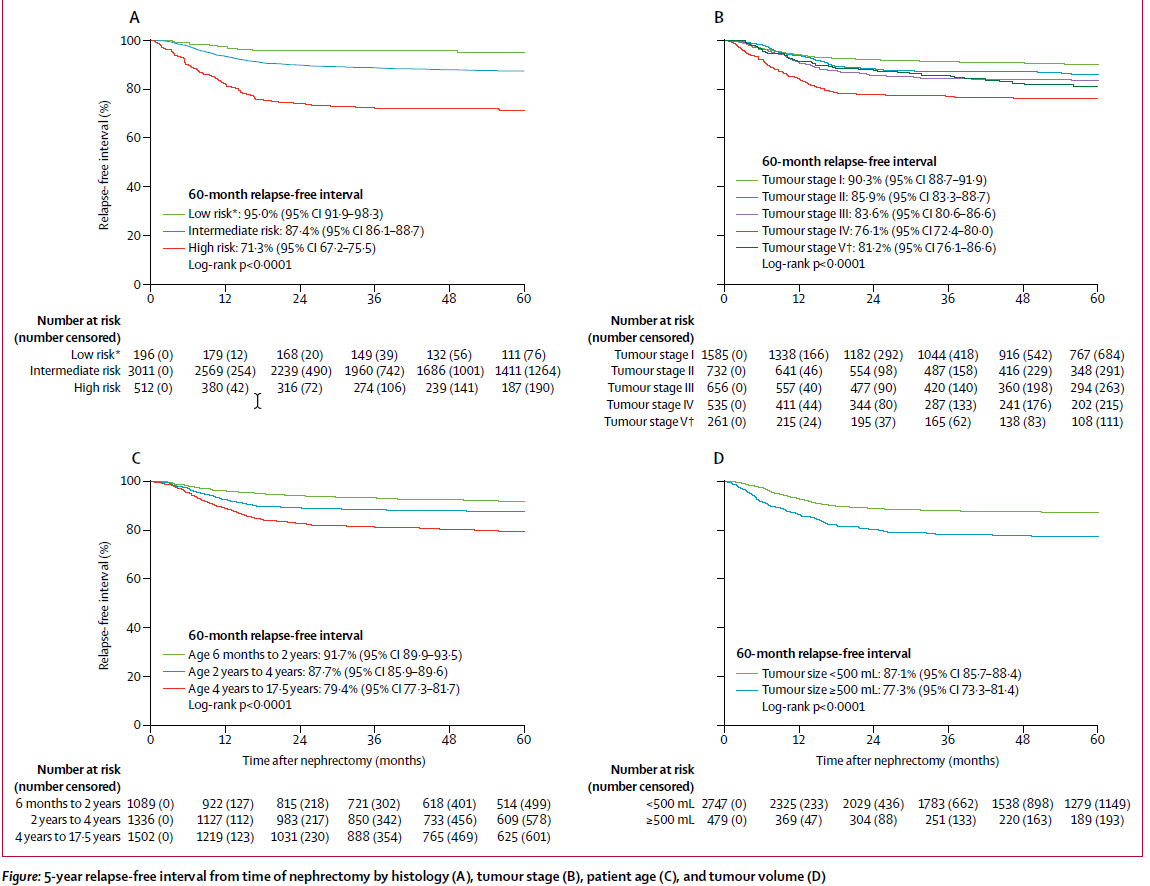 A
Relapse-free interval (%)
100
80
60
40
20
0
60-month relapse-free interval
Low risk*: 95·0% (95% CI 91·9–98·3)
Intermediate risk: 87·4% (95% CI 86·1–88·7)
High risk: 71·3% (95% CI 67·2–75·5)
Log-rank p<0·0001
0 12 24 36 48 60
Number at risk
(number censored)
Low risk* 196 (0) 179 (12) 168 (20) 149 (39) 132 (56) 111 (76)
Intermediate risk 3011 (0) 2569 (254) 2239 (490) 1960 (742) 1686 (1001) 1411 (1264)
High risk 512 (0) 380 (42) 316 (72) 274 (106) 239 (141) 187 (190)
B
60-month relapse-free interval
Tumour stage I: 90·3% (95% CI 88·7–91·9)
Tumour stage II: 85·9% (95% CI 83·3–88·7)
Tumour stage III: 83·6% (95% CI 80·6–86·6)
Tumour stage IV: 76·1% (95% CI 72·4–80·0)
Tumour stage V†: 81·2% (95% CI 76·1–86·6)
Log-rank p<0·0001
0 12 24 36 48 60
Number at risk
(number censored)
Tumour stage I 1585 (0) 1338 (166) 1182 (292) 1044 (418) 916 (542) 767 (684)
Tumour stage II 732 (0) 641 (46) 554 (98) 487 (158) 416 (229) 348 (291)
Tumour stage III 656 (0) 557 (40) 477 (90) 420 (140) 360 (198) 294 (263)
Tumour stage IV 535 (0) 411 (44) 344 (80) 287 (133) 241 (176) 202 (215)
Tumour stage V† 261 (0) 215 (24) 195 (37) 165 (62) 138 (83) 108 (111)
C
Relapse-free interval (%)
100
80
60
40
20
0
60-month relapse-free interval
Age 6 months to 2 years: 91·7% (95% CI 89·9–93·5)
Age 2 years to 4 years: 87·7% (95% CI 85·9–89·6)
Age 4 years to 17·5 years: 79·4% (95% CI 77·3–81·7)
Log-rank p<0·0001
0 12 24 36 48 60
Time after nephrectomy (months)
Number at risk
(number censored)
6 months to 2 years 1089 (0) 922 (127) 815 (218) 721 (302) 618 (401) 514 (499)
2 years to 4 years 1336 (0) 1127 (112) 983 (217) 850 (342) 733 (456) 609 (578)
4 years to 17·5 years 1502 (0) 1219 (123) 1031 (230) 888 (354) 765 (469) 625 (601)
D
60-month relapse-free interval
Tumour size <500 mL: 87·1% (95% CI 85·7–88·4)
Tumour size ≥500 mL: 77·3% (95% CI 73·3–81·4)
Log-rank p<0·0001
0 12 24 36 48 60
Time after nephrectomy (months)
Number at risk
(number censored)
<500 mL 2747 (0) 2325 (233) 2029 (436) 1783 (662) 1538 (898) 1279 (1149)
≥500 mL 479 (0) 369 (47) 304 (88) 251 (133) 220 (163) 189 (193)
Figure: 5-year relapse-free interval from time of nephrectomy by histology (A), tumour stage (B), patient age (C), and tumour volume (D)